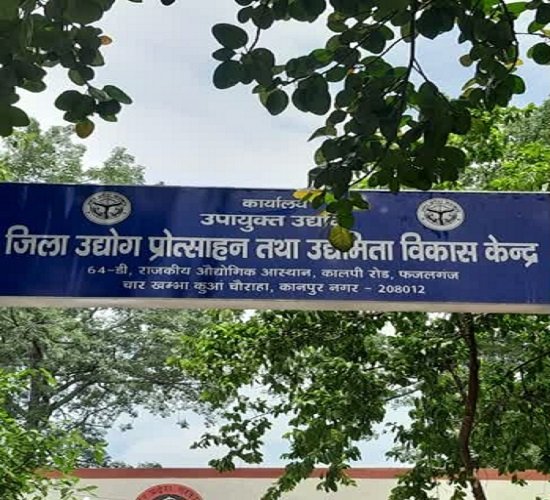 कार्यालय
उपायुक्त
जिला उद्योग प्रोत्साहन तथा उद्यमिता विकास केन्द्र
64-डी, राजकीय औद्योगिक आस्थान, कालपी रोड, फजलगंज
चार खम्भा कुआं चौराहा, कानपुर नगर - 208012